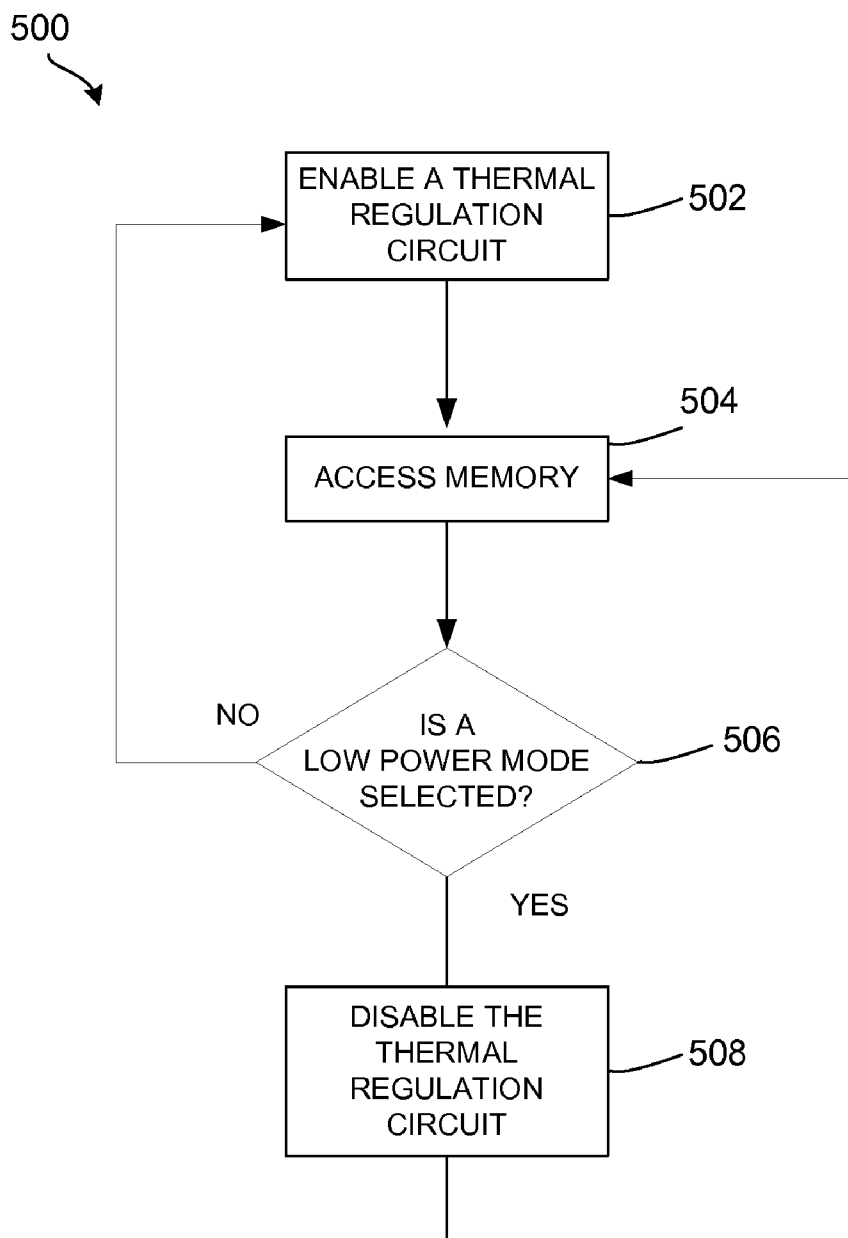 500
ENABLE A THERMAL
REGULATION
CIRCUIT
502
504
ACCESS MEMORY
NO
IS A
LOW POWER MODE
SELECTED?
506
YES
DISABLE THE
THERMAL
REGULATION
CIRCUIT
508